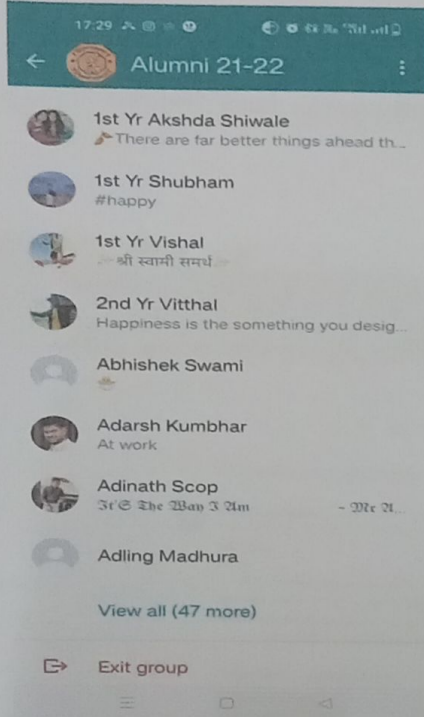 17:29
Alumni 21-22
1st Yr Akshda Shiwale
There are far better things ahead th...
1st Yr Shubham
#happy
1st Yr Vishal
श्री स्वामी समर्थ
2nd Yr Vitthal
Happiness is the something you desig...
Abhishek Swami
Adarsh Kumbhar
At work
Adinath Scop
It'S The Way I Am ~ Mr A...
Adling Madhura
View all (47 more)
Exit group